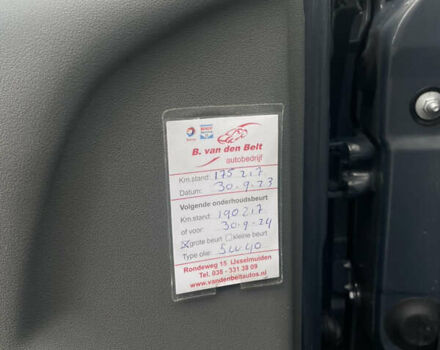 B. van den Belt
autobedrijf
Km.stand: 175 217
Datum: 30-9-23
Volgende onderhoudsbeurt
Km.stand: 190217
of voor: 30-9-24
grote beurt kleine beurt
Type olie: 5W40
Rondeweg 15 IJsselmuiden
Tel. 038 - 331 38 09
www.vandenbeltautos.nl